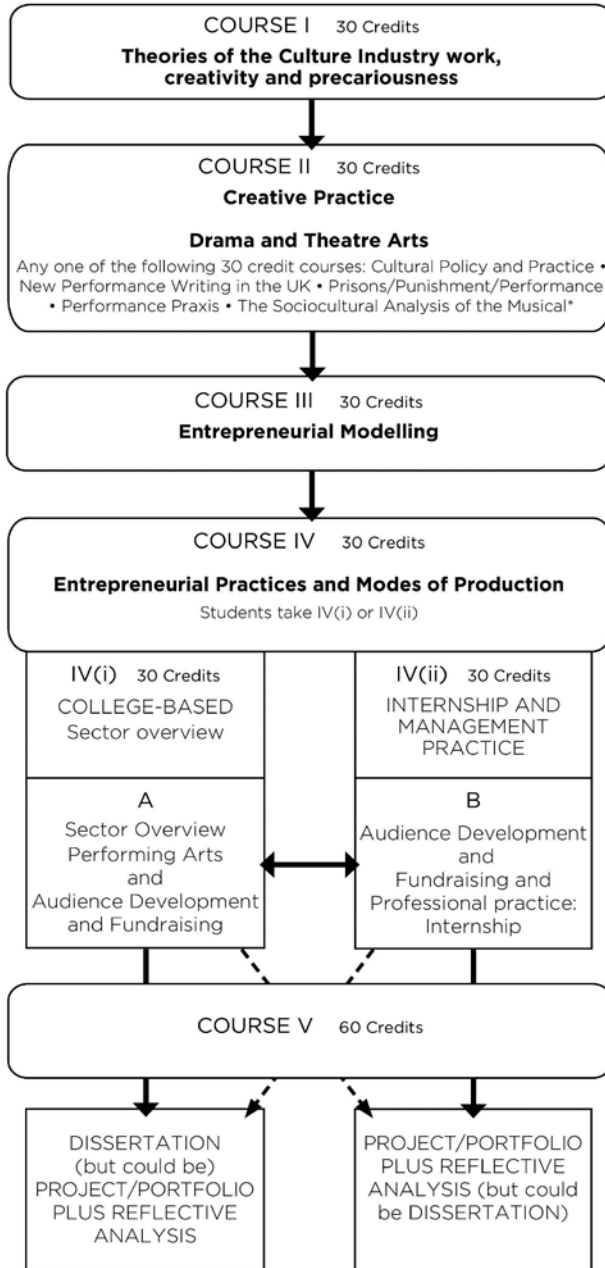 COURSE I 30 Credits
Theories of the Culture Industry work,
creativity and precariousness
COURSE II 30 Credits
Creative Practice
Drama and Theatre Arts
Any one of the following 30 credit courses: Cultural Policy and Practice •
New Performance Writing in the UK • Prisons/Punishment/Performance
• Performance Praxis • The Sociocultural Analysis of the Musical*
COURSE III 30 Credits
Entrepreneurial Modelling
COURSE IV 30 Credits
Entrepreneurial Practices and Modes of Production
Students take IV(i) or IV(ii)
IV(i) 30 Credits
COLLEGE-BASED
Sector overview
IV(ii) 30 Credits
INTERNSHIP AND
MANAGEMENT
PRACTICE
A
Sector Overview
Performing Arts
and
Audience Development
and Fundraising
B
Audience Development
and
Fundraising and
Professional practice:
Internship
COURSE V 60 Credits
DISSERTATION
(but could be)
PROJECT/PORTFOLIO
PLUS REFLECTIVE
ANALYSIS
PROJECT/PORTFOLIO
PLUS REFLECTIVE
ANALYSIS (but could
be DISSERTATION)